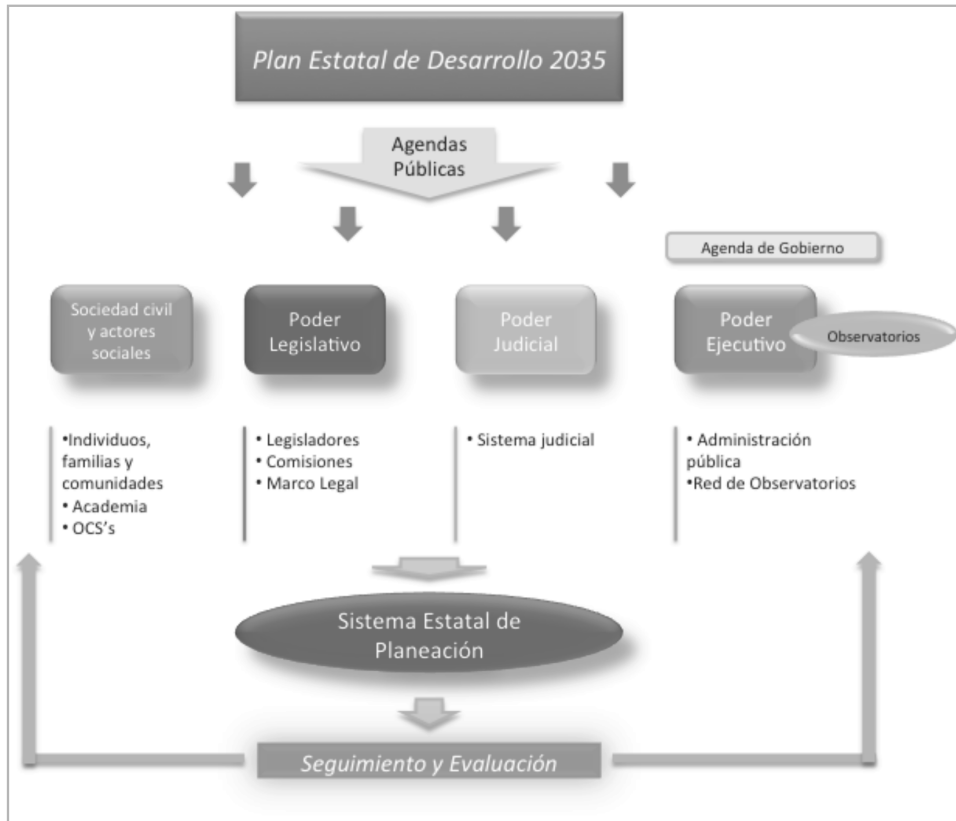 Plan Estatal de Desarrollo 2035
Agendas
Públicas
Agenda de Gobierno
Sociedad civil
y actores
sociales
Poder
Legislativo
Poder
Judicial
Poder
Ejecutivo
Observatorios
•Individuos,
familias y
comunidades
• Academia
• OCS's
• Legisladores
• Comisiones
• Marco Legal
• Sistema judicial
• Administración
pública
•Red de Observatorios
Sistema Estatal de
Planeación
Seguimiento y Evaluación